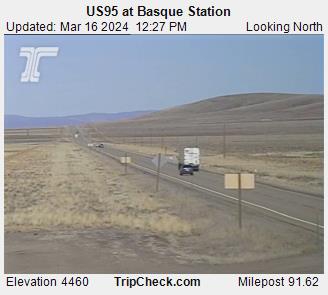 US95 at Basque Station
Updated: Mar 16 2024 12:27 PM Looking North
Elevation 4460 TripCheck.com Milepost 91.62